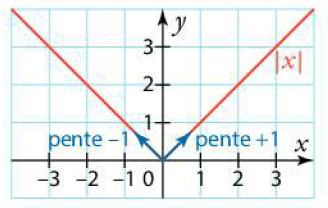 y
3
|x|
2
1
pente –1 pente +1 x
–3 –2 –1 0 1 2 3